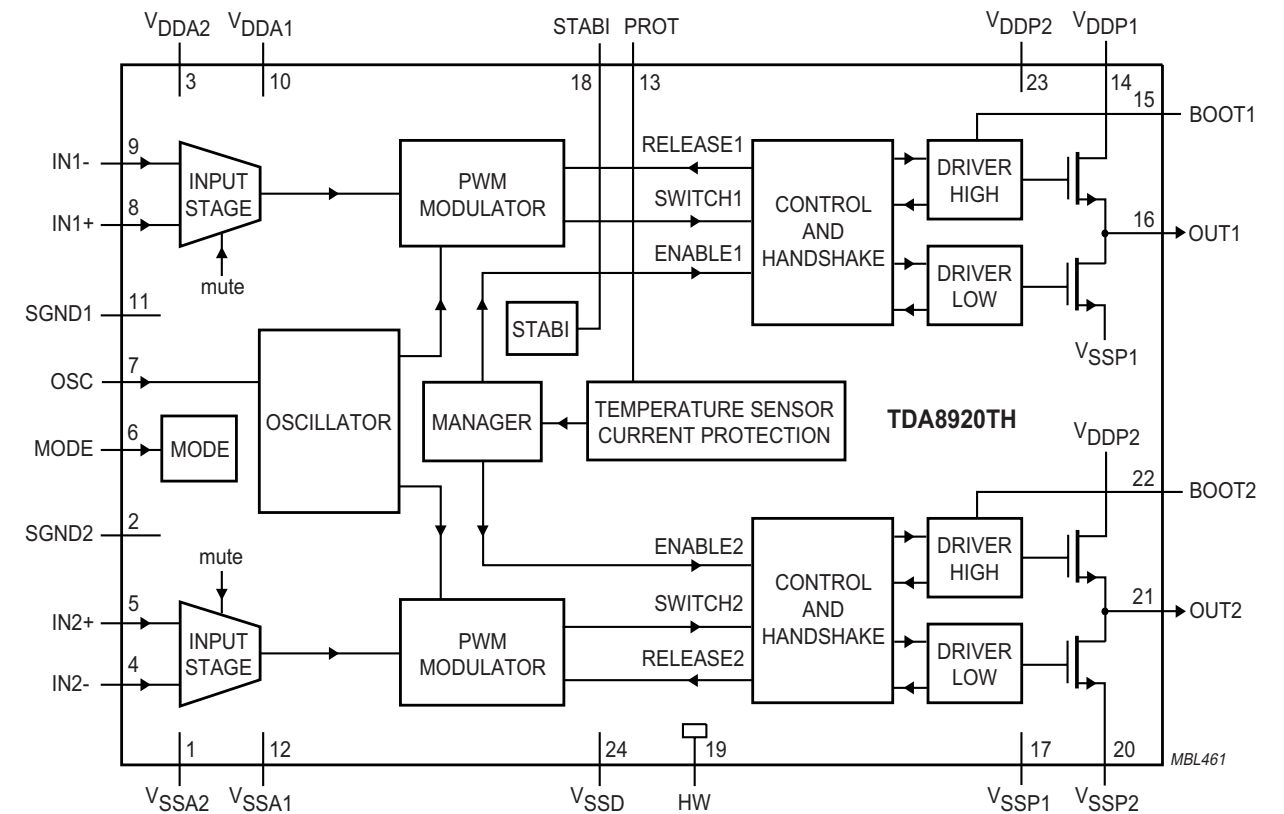 VDDA2 VDDA1 STABI PROT VDDP2 VDDP1
3 10 18 13 23 14
15 BOOT1
9 RELEASE1
IN1-
INPUT STAGE
PWM MODULATOR
DRIVER HIGH
8 SWITCH1
CONTROL AND HANDSHAKE
IN1+
16 OUT1
ENABLE1
mute
DRIVER LOW
11
SGND1
STABI
VSSP1
7
OSC
OSCILLATOR
MANAGER
TEMPERATURE SENSOR
CURRENT PROTECTION
TDA8920TH
6
MODE
MODE
VDDP2
22 BOOT2
2
SGND2
mute
ENABLE2
DRIVER HIGH
5
IN2+
INPUT STAGE
PWM MODULATOR
SWITCH2
CONTROL AND HANDSHAKE
21 OUT2
4
IN2-
RELEASE2
DRIVER LOW
1 12 24 19 17 20
MBL461
VSSA2 VSSA1 VSSD HW VSSP1 VSSP2